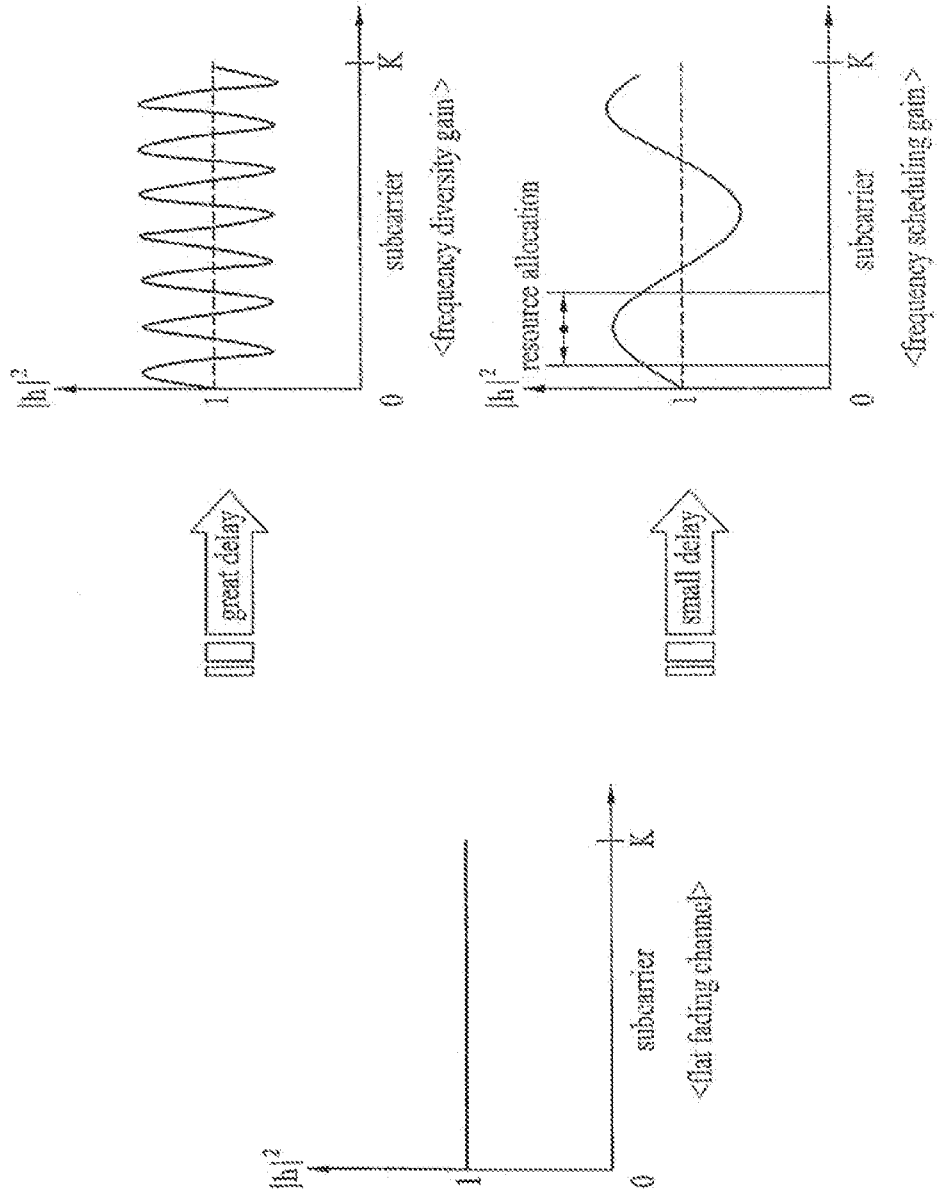 |h|²
1
0
K
subcarrier
<flat fading channel>
great delay
|h|²
1
0
K
subcarrier
<frequency diversity gain>
small delay
|h|²
resource allocation
1
0
K
subcarrier
<frequency scheduling gain>